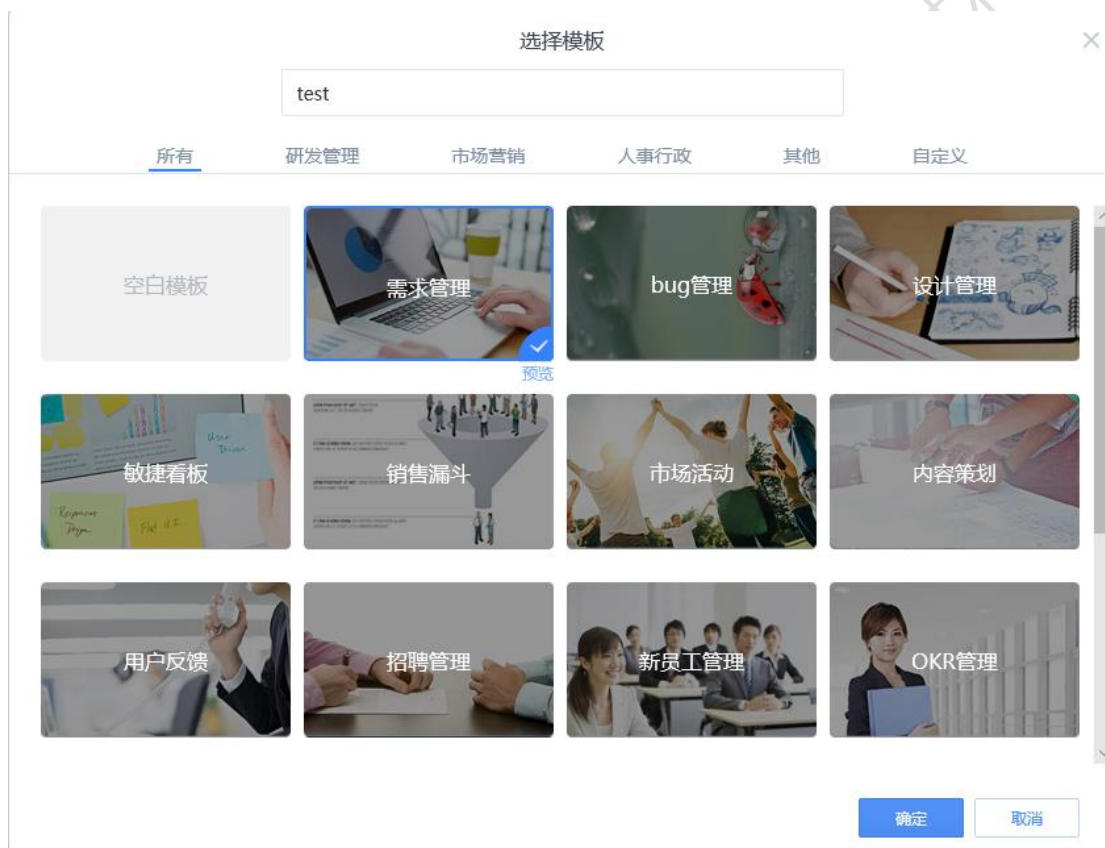 选择模板
test
所有 研发管理 市场营销 人事行政 其他 自定义
空白模板 需求管理 bug管理 设计管理
预览
敏捷看板 销售漏斗 市场活动 内容策划
用户反馈 招聘管理 新员工管理 OKR管理
确定 取消